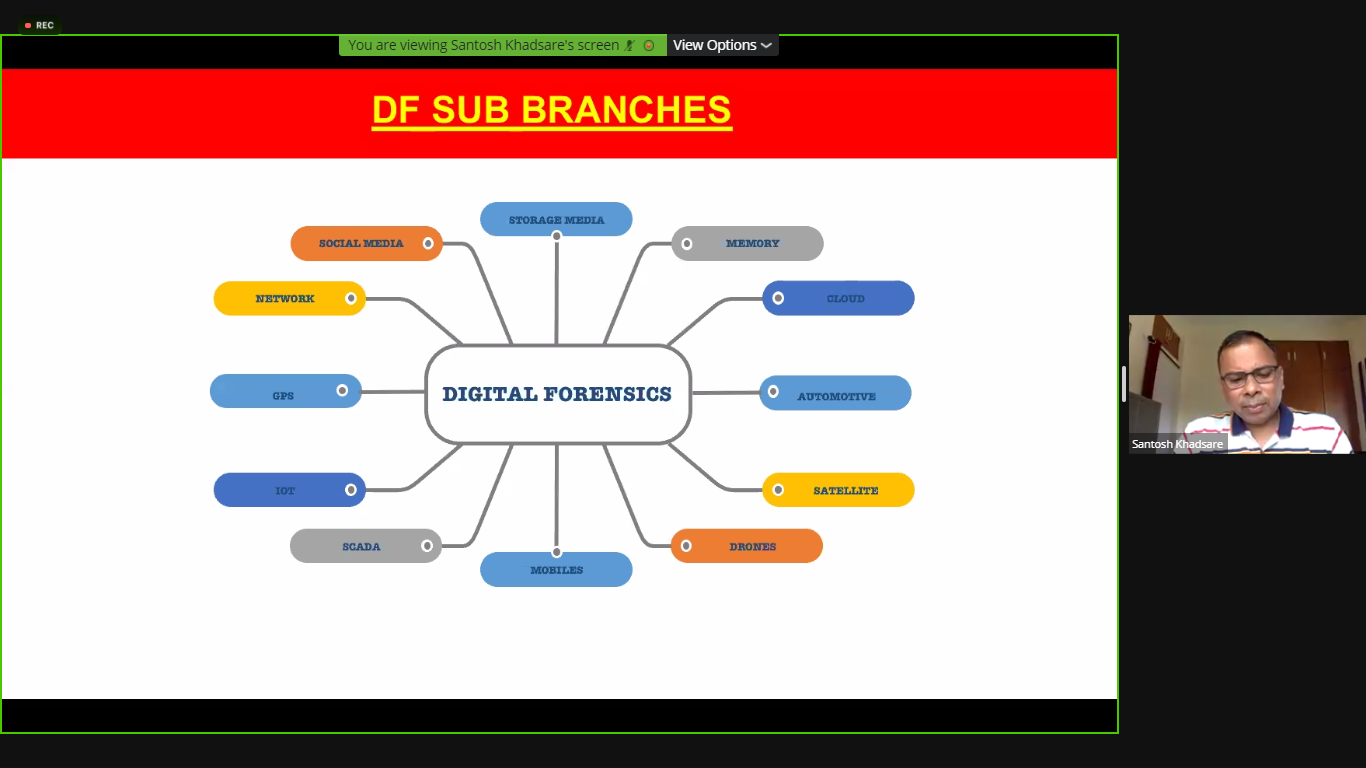 REC
You are viewing Santosh Khadsare's screen
View Options
DF SUB BRANCHES
STORAGE MEDIA
SOCIAL MEDIA
MEMORY
NETWORK
CLOUD
GPS
DIGITAL FORENSICS
AUTOMOTIVE
IOT
SATELLITE
SCADA
DRONES
MOBILES
Santosh Khadsare